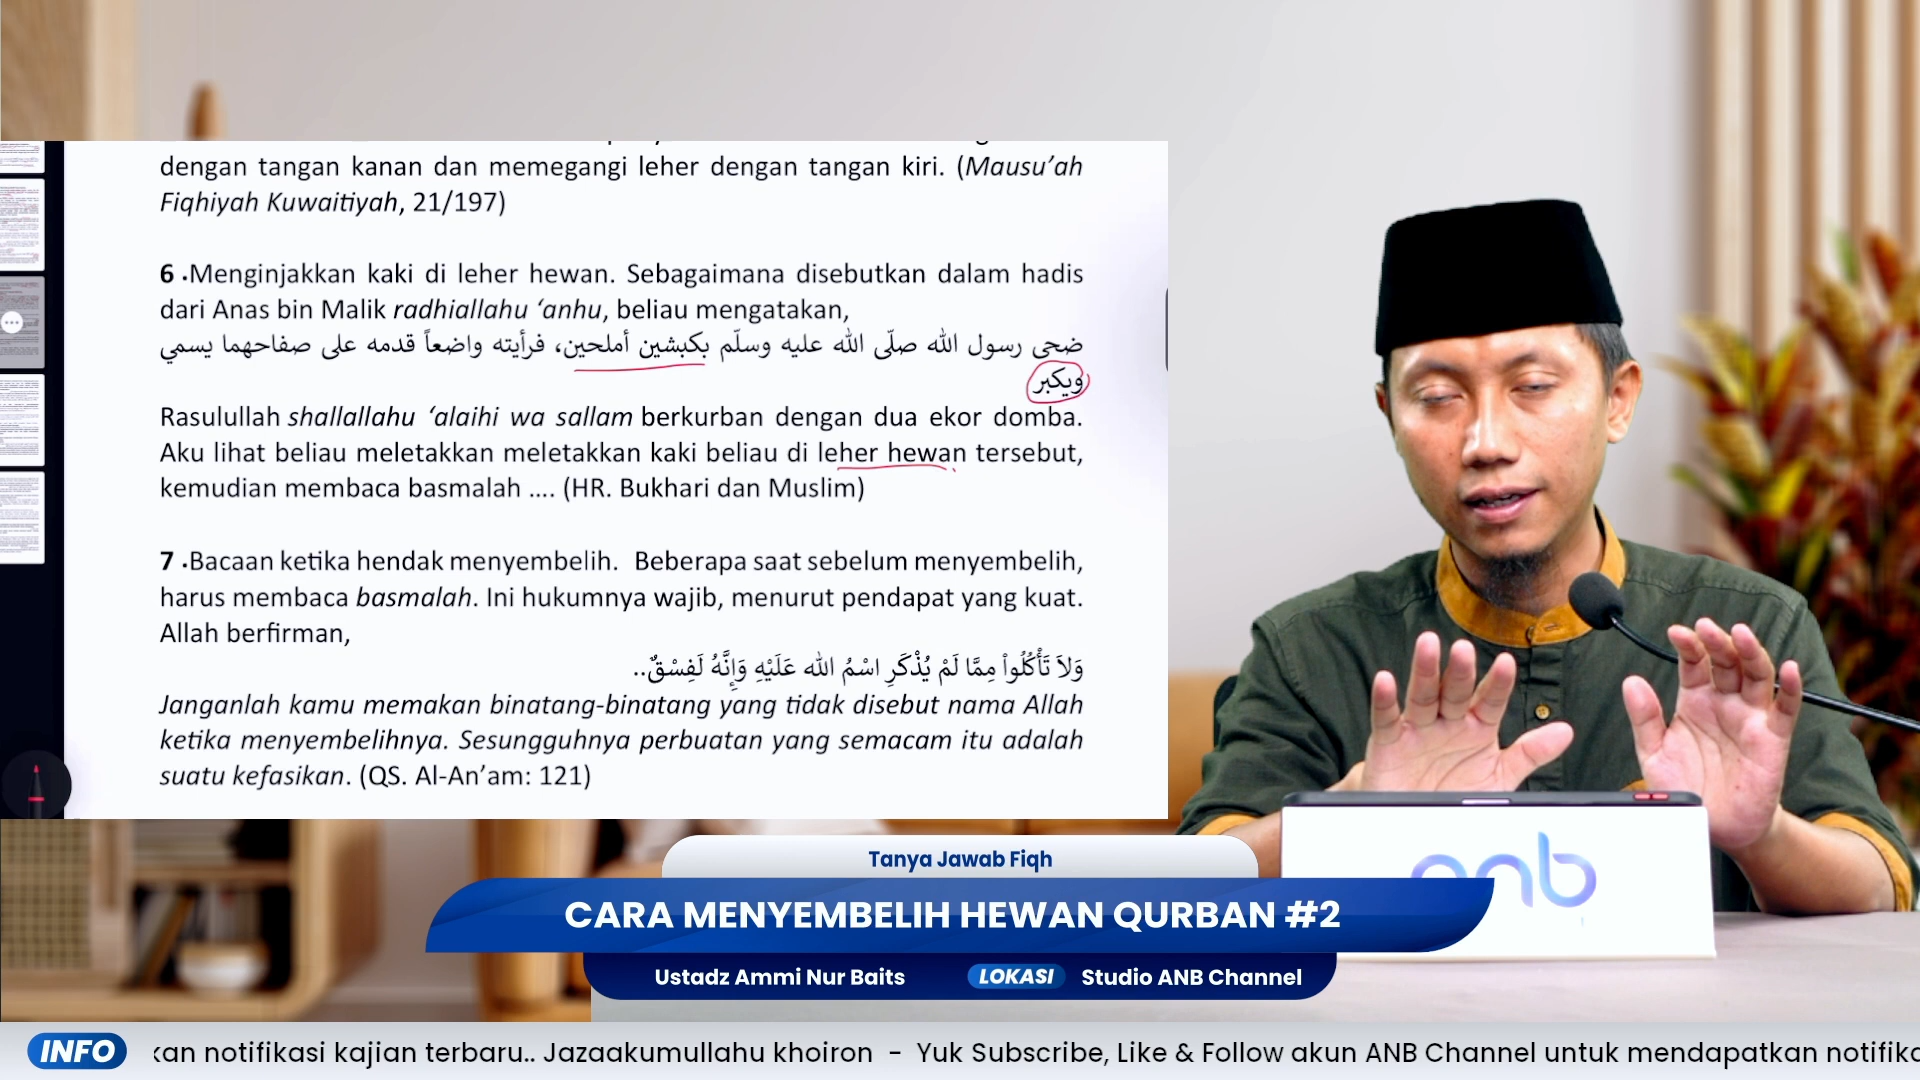 dengan tangan kanan dan memegangi leher dengan tangan kiri. (Mausu’ah
Fiqhiyah Kuwaitiyah, 21/197)
6 .Menginjakkan kaki di leher hewan. Sebagaimana disebutkan dalam hadis
dari Anas bin Malik radhiallahu ‘anhu, beliau mengatakan,
ضحى رسول الله صلّى الله عليه وسلّم بكبشين أملحين، فرأيته واضعاً قدمه على صفاحهما يسمي
ويكبر
Rasulullah shallallahu ‘alaihi wa sallam berkurban dengan dua ekor domba.
Aku lihat beliau meletakkan meletakkan kaki beliau di leher hewan tersebut,
kemudian membaca basmalah .... (HR. Bukhari dan Muslim)
7 .Bacaan ketika hendak menyembelih. Beberapa saat sebelum menyembelih,
harus membaca basmalah. Ini hukumnya wajib, menurut pendapat yang kuat.
Allah berfirman,
وَلاَ تَأْكُلُواْ مِمَّا لَمْ يُذْكَرِ اسْمُ الله عَلَيْهِ وَإِنَّهُ لَفِسْقٌ..
Janganlah kamu memakan binatang-binatang yang tidak disebut nama Allah
ketika menyembelihnya. Sesungguhnya perbuatan yang semacam itu adalah
suatu kefasikan. (QS. Al-An’am: 121)
anb
Tanya Jawab Fiqh
CARA MENYEMBELIH HEWAN QURBAN #2
Ustadz Ammi Nur Baits LOKASI Studio ANB Channel
INFO kan notifikasi kajian terbaru.. Jazaakumullahu khoiron - Yuk Subscribe, Like & Follow akun ANB Channel untuk mendapatkan notifika